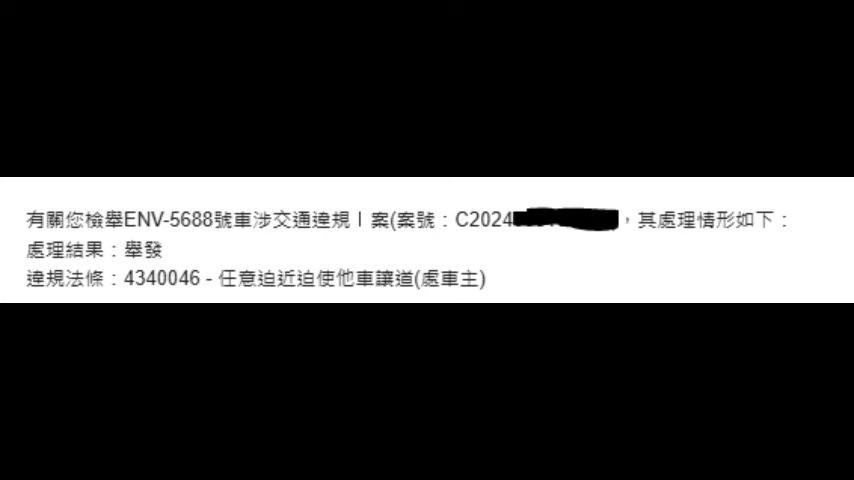 有關您檢舉ENV-5688號車涉交通違規1案(案號：C2024，其處理情形如下：
處理結果：舉發
違規法條：4340046 - 任意迫近迫使他車讓道(處車主)